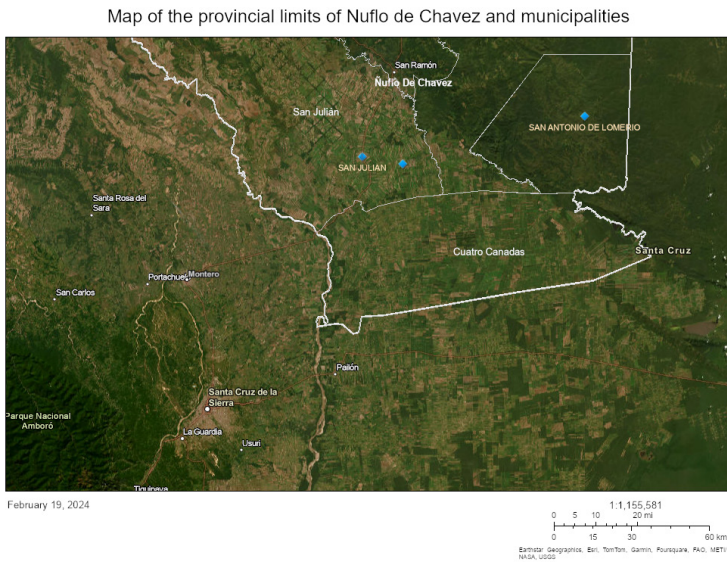 Map of the provincial limits of Nuflo de Chavez and municipalities
San Ramón
Ñuflo De Chavez
San Julián
SAN ANTONIO DE LOMERIO
SAN JULIAN
Santa Rosa del
Sara
Cuatro Canadas
Santa Cruz
Portachuelo
Montero
San Carlos
Pailón
Santa Cruz de la
Sierra
Parque Nacional
Amboró
La Guardia
Usuri
Tiquipaya
February 19, 2024
1:1,155,581
0 5 10 20 mi
0 15 30 60 km
Earthstar Geographics, Esri, TomTom, Garmin, Foursquare, FAO, METI/
NASA, USGS